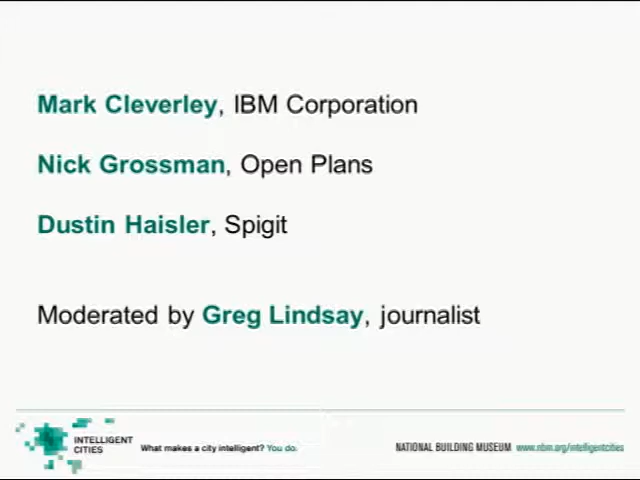 Mark Cleverley, IBM Corporation
Nick Grossman, Open Plans
Dustin Haisler, Spigit
Moderated by Greg Lindsay, journalist
INTELLIGENT
CITIES
What makes a city intelligent? You do.
NATIONAL BUILDING MUSEUM www.nbm.org/intelligentcities